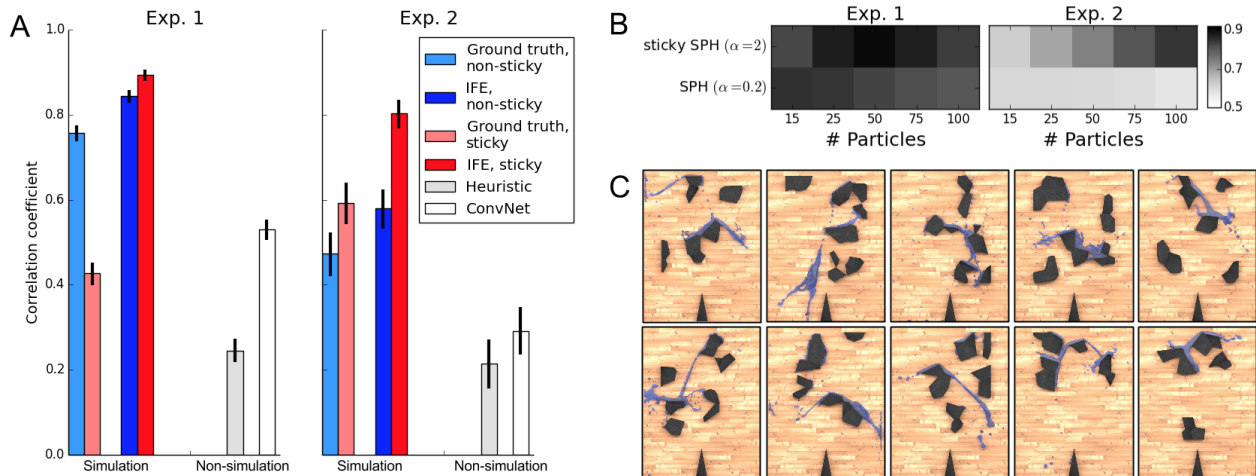 A
Exp. 1
Exp. 2
Correlation coefficient
1.0
0.8
0.6
0.4
0.2
0.0
Simulation
Non-simulation
Simulation
Non-simulation
Ground truth,
non-sticky
IFE,
non-sticky
Ground truth,
sticky
IFE, sticky
Heuristic
ConvNet
B
Exp. 1
Exp. 2
sticky SPH (α=2)
SPH (α=0.2)
15 25 50 75 100
15 25 50 75 100
# Particles
# Particles
0.9
0.7
0.5
C